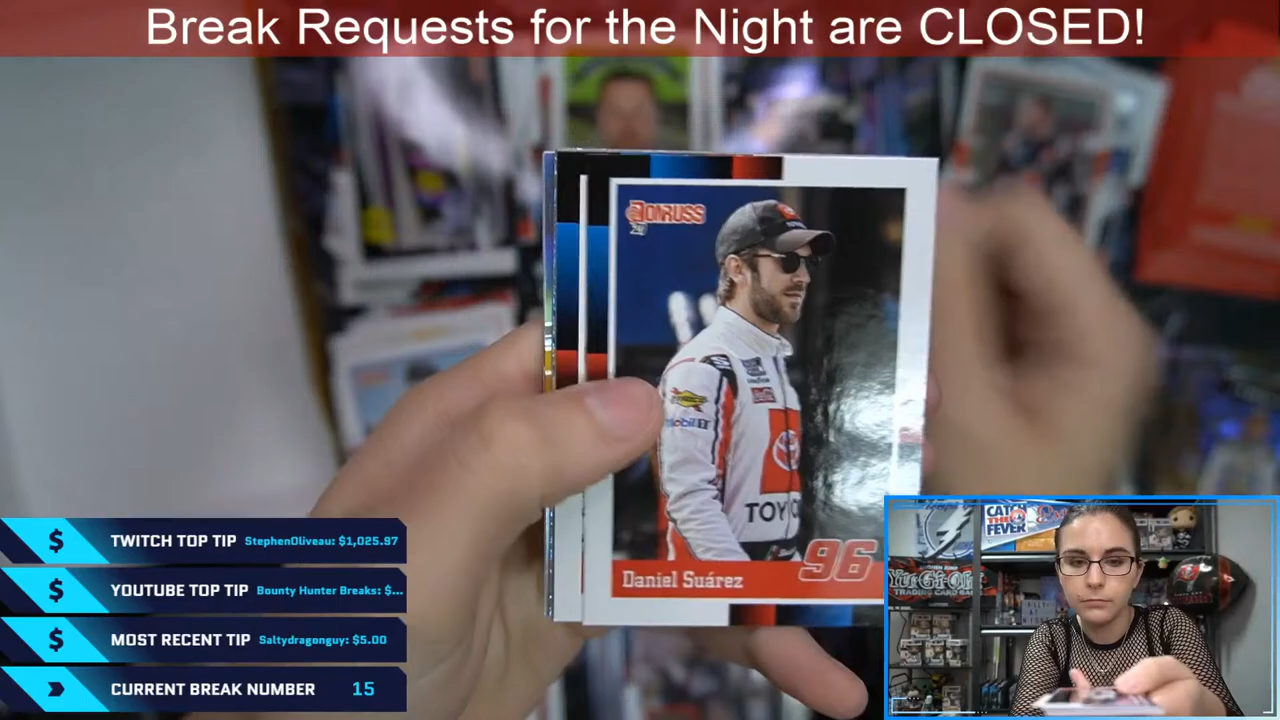 Break Requests for the Night are CLOSED!
DONRUSS
Mobil 1
TOYO
96
Daniel Suárez
$ TWITCH TOP TIP StephenOliveau: $1,025.97
$ YOUTUBE TOP TIP Bounty Hunter Breaks: $...
$ MOST RECENT TIP Saltydragonguy: $5.00
CURRENT BREAK NUMBER 15
CATCH
THE
FEVER
Yu-Gi-Oh!
TRADING CARD GAME